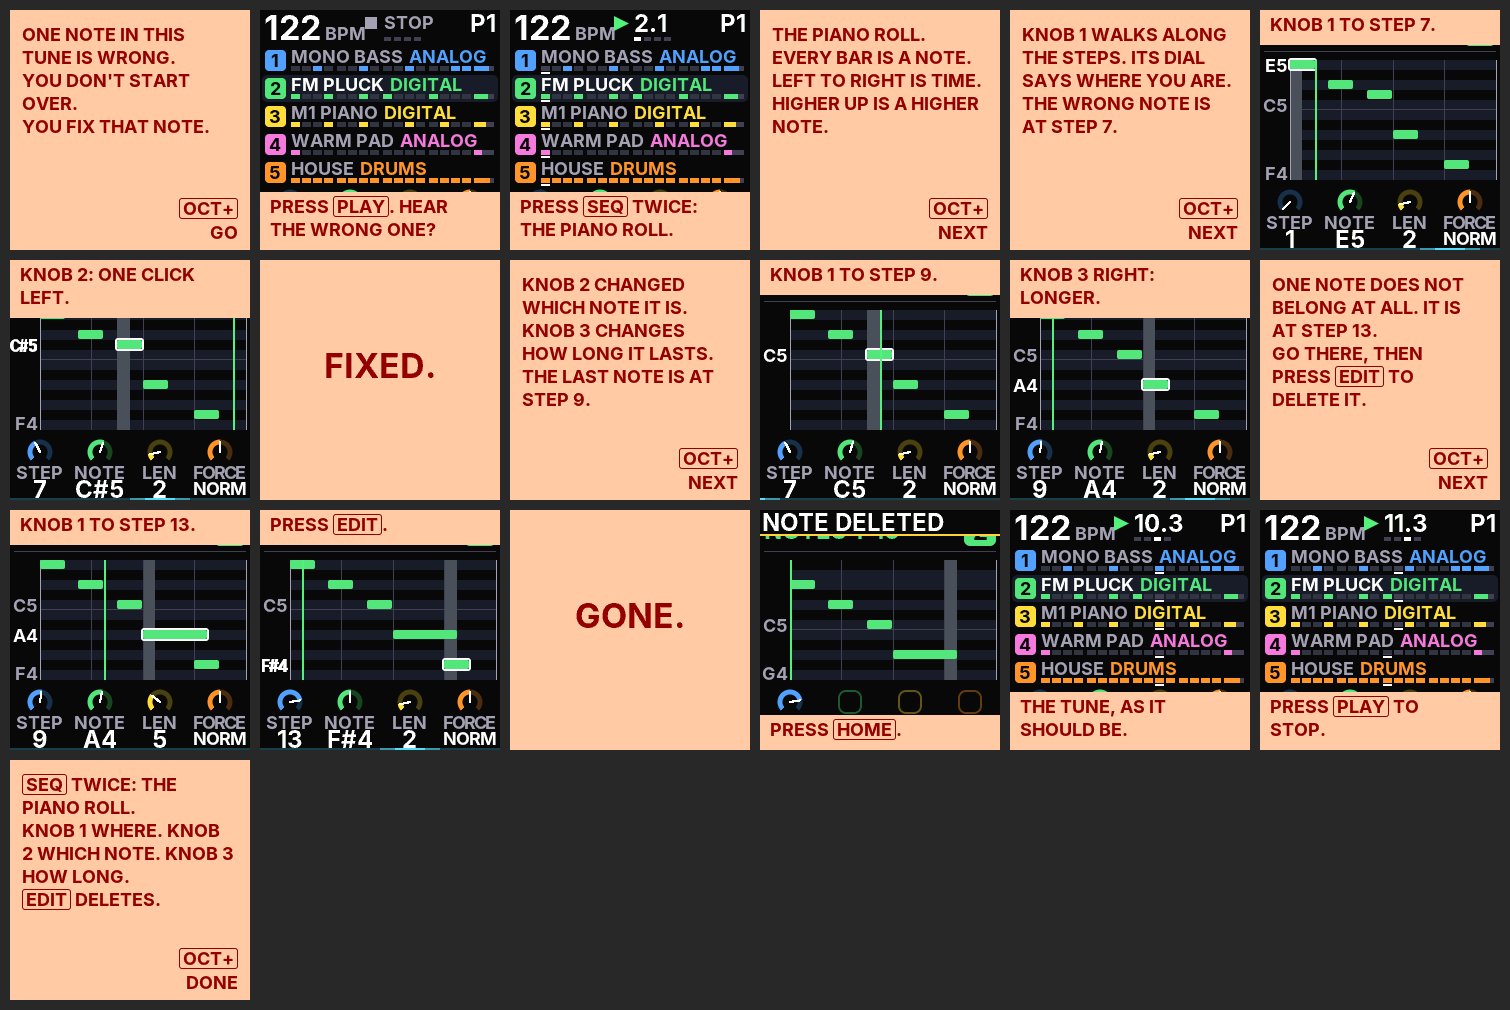 ONE NOTE IN THIS
TUNE IS WRONG.
YOU DON'T START
OVER.
YOU FIX THAT NOTE.
OCT+
GO
122 BPM STOP P1
1 MONO BASS ANALOG
2 FM PLUCK DIGITAL
3 M1 PIANO DIGITAL
4 WARM PAD ANALOG
5 HOUSE DRUMS
PRESS PLAY. HEAR
THE WRONG ONE?
122 BPM 2.1 P1
1 MONO BASS ANALOG
2 FM PLUCK DIGITAL
3 M1 PIANO DIGITAL
4 WARM PAD ANALOG
5 HOUSE DRUMS
PRESS SEQ TWICE:
THE PIANO ROLL.
THE PIANO ROLL.
EVERY BAR IS A NOTE.
LEFT TO RIGHT IS TIME.
HIGHER UP IS A HIGHER
NOTE.
OCT+
NEXT
KNOB 1 WALKS ALONG
THE STEPS. ITS DIAL
SAYS WHERE YOU ARE.
THE WRONG NOTE IS
AT STEP 7.
OCT+
NEXT
KNOB 1 TO STEP 7.
E5
C5
F4
STEP NOTE LEN FORCE
1 E5 2 NORM
KNOB 2: ONE CLICK
LEFT.
C#5
F4
STEP NOTE LEN FORCE
7 C#5 2 NORM
FIXED.
KNOB 2 CHANGED
WHICH NOTE IT IS.
KNOB 3 CHANGES
HOW LONG IT LASTS.
THE LAST NOTE IS AT
STEP 9.
OCT+
NEXT
KNOB 1 TO STEP 9.
C5
STEP NOTE LEN FORCE
7 C5 2 NORM
KNOB 3 RIGHT:
LONGER.
C5
A4
F4
STEP NOTE LEN FORCE
9 A4 2 NORM
ONE NOTE DOES NOT
BELONG AT ALL. IT IS
AT STEP 13.
GO THERE, THEN
PRESS EDIT TO
DELETE IT.
OCT+
NEXT
KNOB 1 TO STEP 13.
C5
A4
F4
STEP NOTE LEN FORCE
9 A4 5 NORM
PRESS EDIT.
C5
F#4
STEP NOTE LEN FORCE
13 F#4 2 NORM
GONE.
NOTE DELETED
C5
G4
PRESS HOME.
122 BPM 10.3 P1
1 MONO BASS ANALOG
2 FM PLUCK DIGITAL
3 M1 PIANO DIGITAL
4 WARM PAD ANALOG
5 HOUSE DRUMS
THE TUNE, AS IT
SHOULD BE.
122 BPM 11.3 P1
1 MONO BASS ANALOG
2 FM PLUCK DIGITAL
3 M1 PIANO DIGITAL
4 WARM PAD ANALOG
5 HOUSE DRUMS
PRESS PLAY TO
STOP.
SEQ TWICE: THE
PIANO ROLL.
KNOB 1 WHERE. KNOB
2 WHICH NOTE. KNOB 3
HOW LONG.
EDIT DELETES.
OCT+
DONE